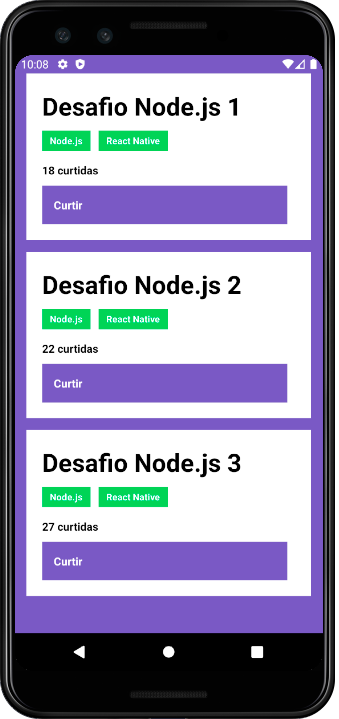 10:08
Desafio Node.js 1
Node.js React Native
18 curtidas
Curtir
Desafio Node.js 2
Node.js React Native
22 curtidas
Curtir
Desafio Node.js 3
Node.js React Native
27 curtidas
Curtir